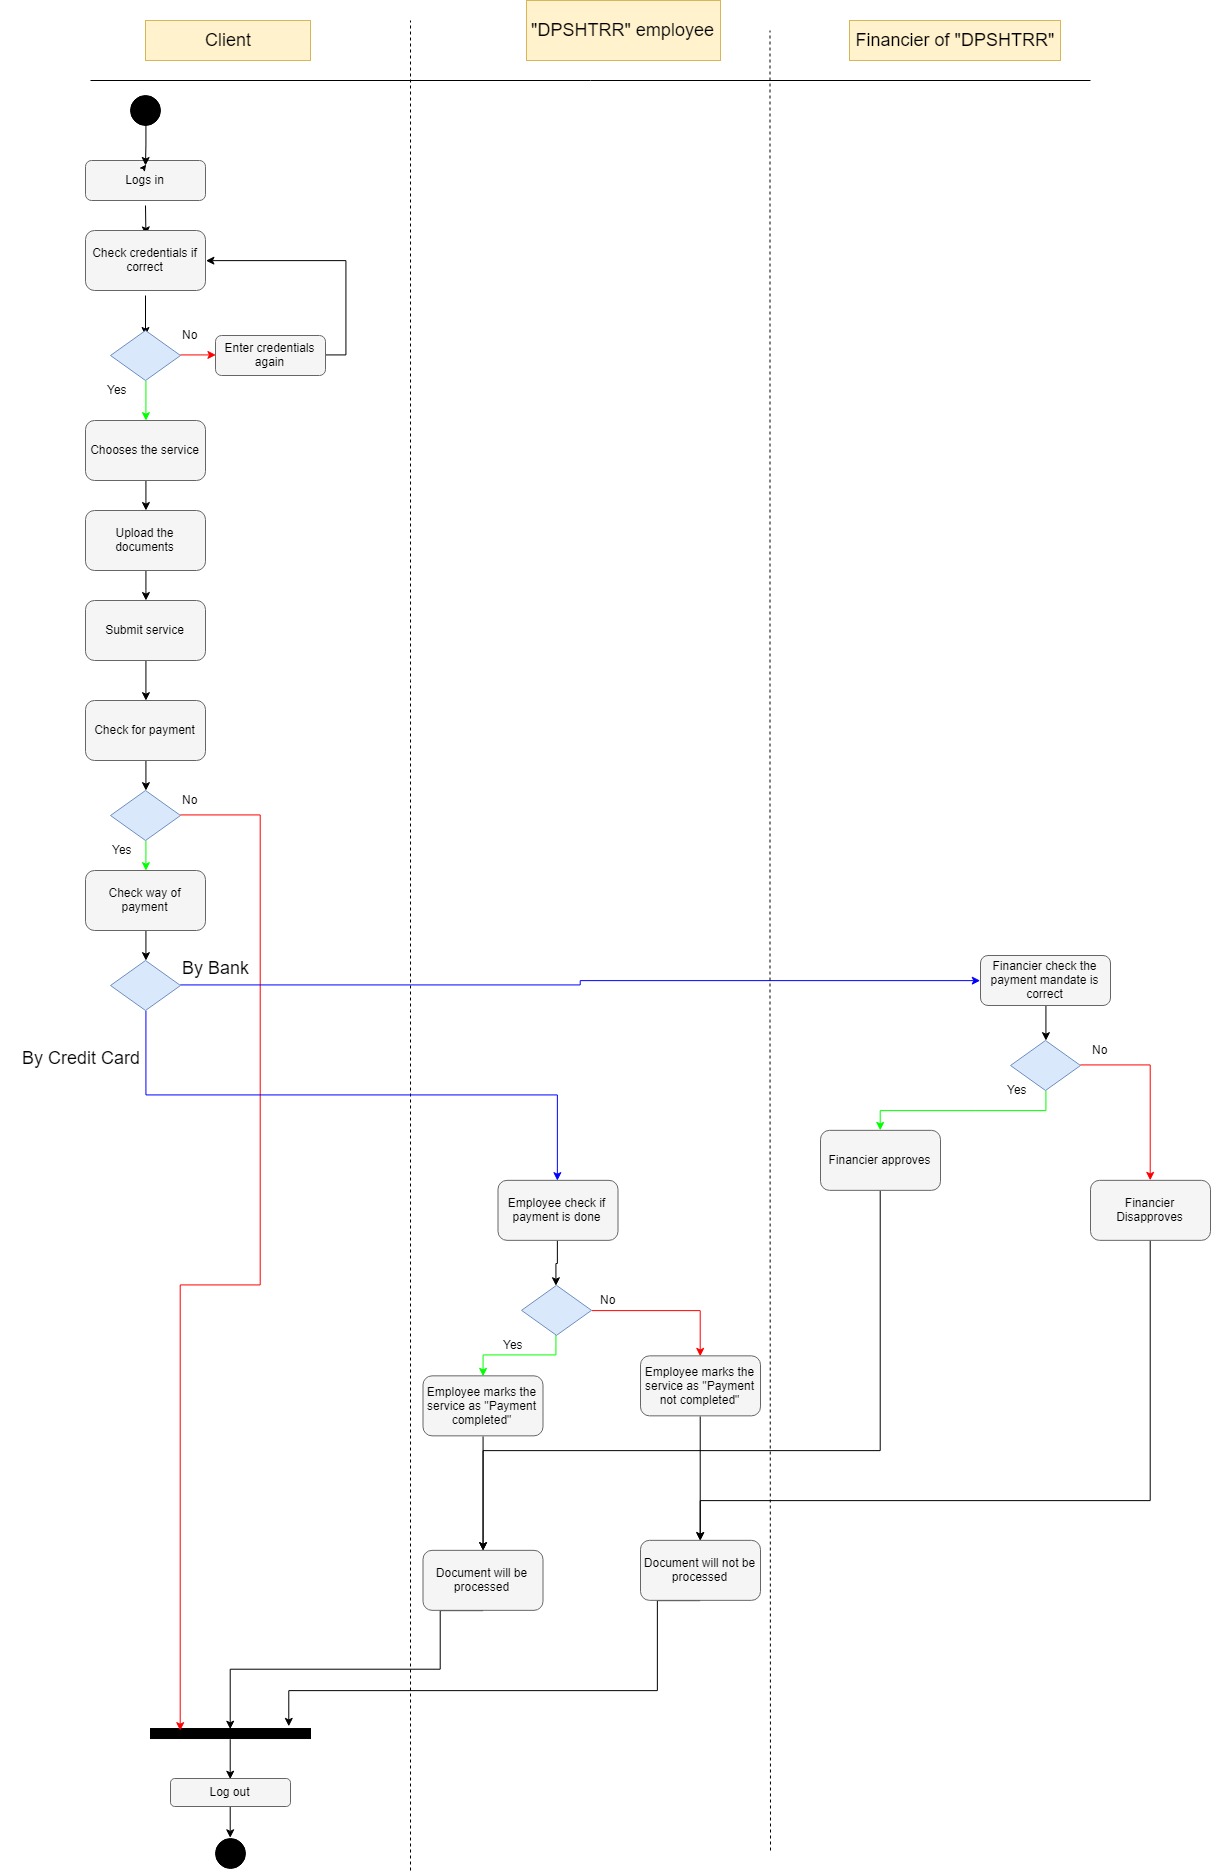 Client
"DPSHTRR" employee
Financier of "DPSHTRR"
Logs in
Check credentials if
correct
No
Enter credentials
again
Yes
Chooses the service
Upload the
documents
Submit service
Check for payment
No
Yes
Check way of
payment
By Bank
Financier check the
payment mandate is
correct
By Credit Card
No
Yes
Financier approves
Employee check if
payment is done
Financier
Disapproves
No
Yes
Employee marks the
service as "Payment
not completed"
Employee marks the
service as "Payment
completed"
Document will be
processed
Document will not be
processed
Log out